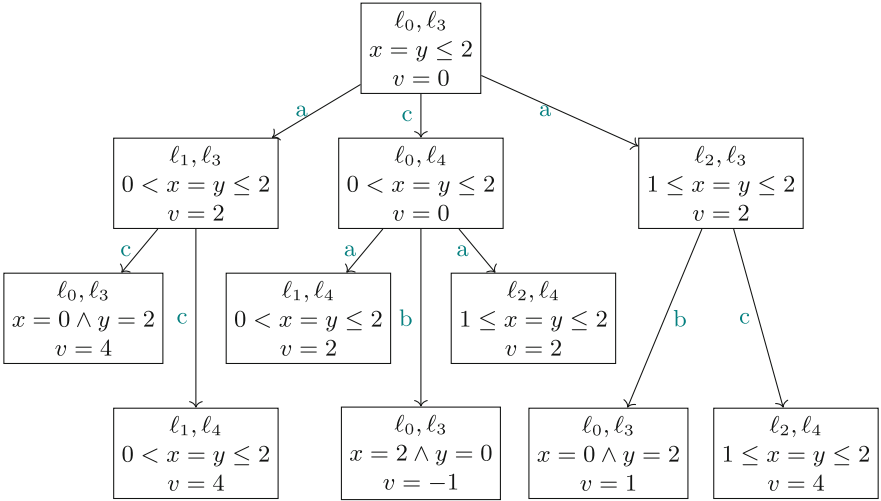 ℓ₀, ℓ₃
x = y ≤ 2
v = 0
a
c
a
ℓ₁, ℓ₃
0 < x = y ≤ 2
v = 2
ℓ₀, ℓ₄
0 < x = y ≤ 2
v = 0
ℓ₂, ℓ₃
1 ≤ x = y ≤ 2
v = 2
c
a
a
c
b
b
c
ℓ₀, ℓ₃
x = 0 ∧ y = 2
v = 4
ℓ₁, ℓ₄
0 < x = y ≤ 2
v = 2
ℓ₂, ℓ₄
1 ≤ x = y ≤ 2
v = 2
ℓ₁, ℓ₄
0 < x = y ≤ 2
v = 4
ℓ₀, ℓ₃
x = 2 ∧ y = 0
v = −1
ℓ₀, ℓ₃
x = 0 ∧ y = 2
v = 1
ℓ₂, ℓ₄
1 ≤ x = y ≤ 2
v = 4